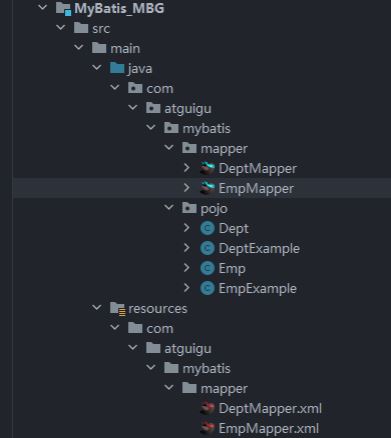 MyBatis_MBG
src
main
java
com
atguigu
mybatis
mapper
DeptMapper
EmpMapper
pojo
Dept
DeptExample
Emp
EmpExample
resources
com
atguigu
mybatis
mapper
DeptMapper.xml
EmpMapper.xml